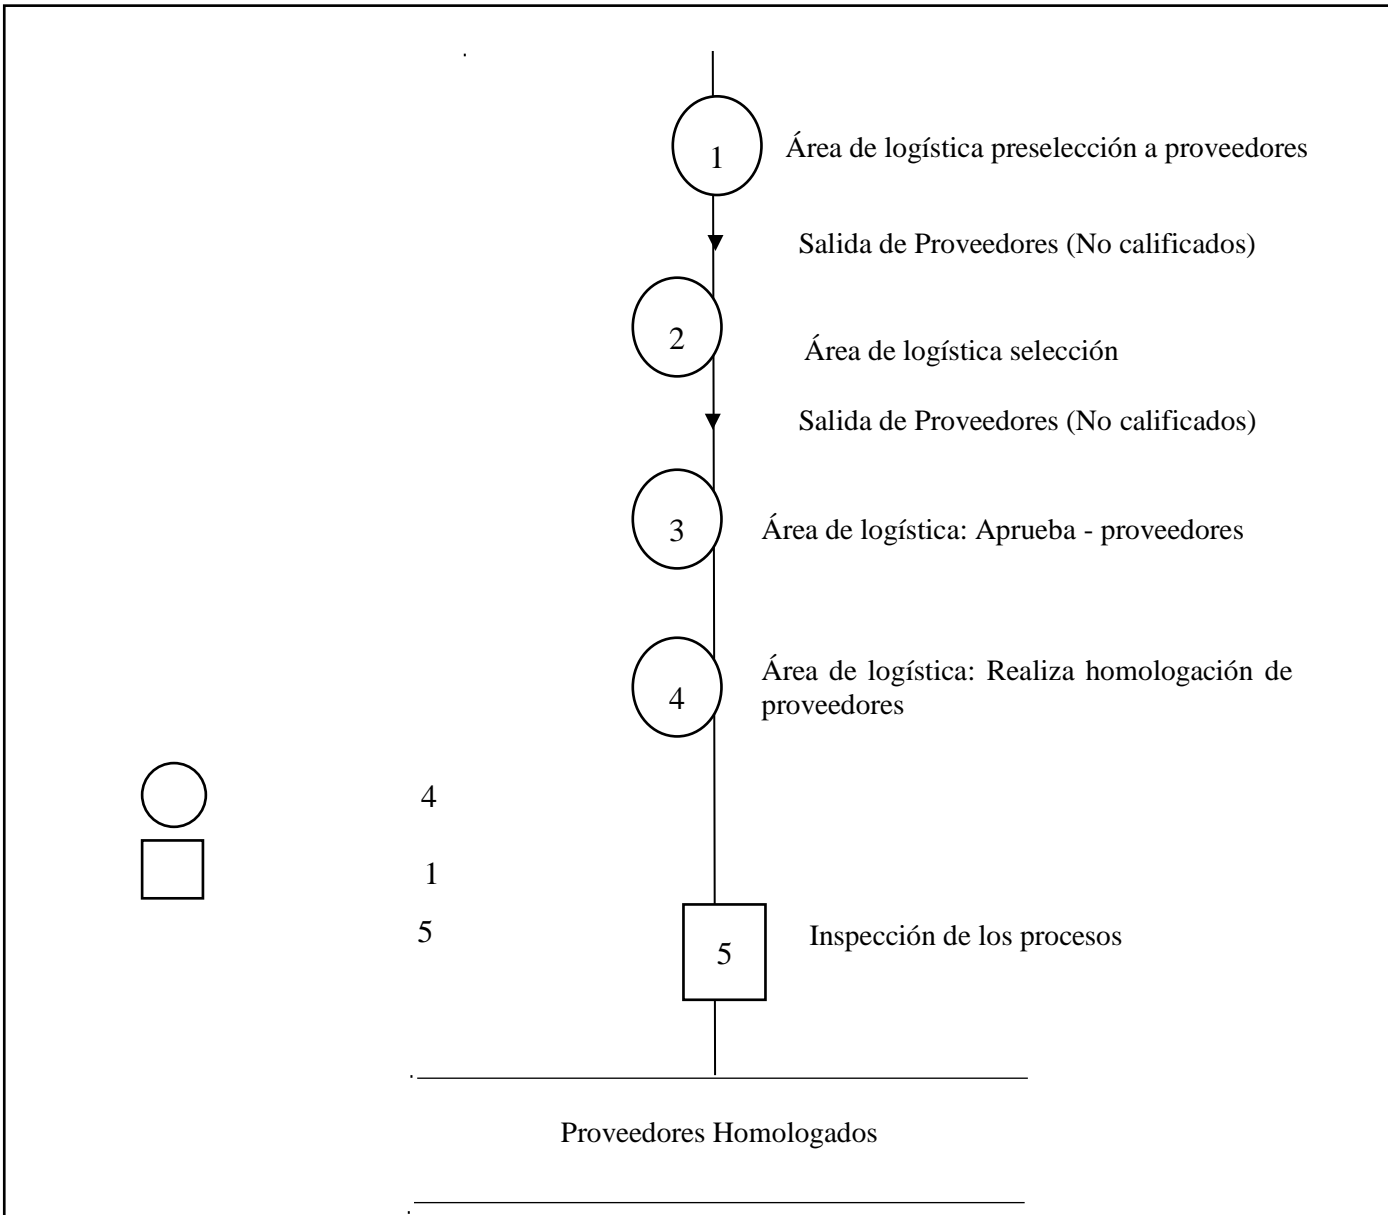 1
Área de logística preselección a proveedores
Salida de Proveedores (No calificados)
2
Área de logística selección
Salida de Proveedores (No calificados)
3
Área de logística: Aprueba - proveedores
4
Área de logística: Realiza homologación de
proveedores
4
1
5
5
Inspección de los procesos
Proveedores Homologados